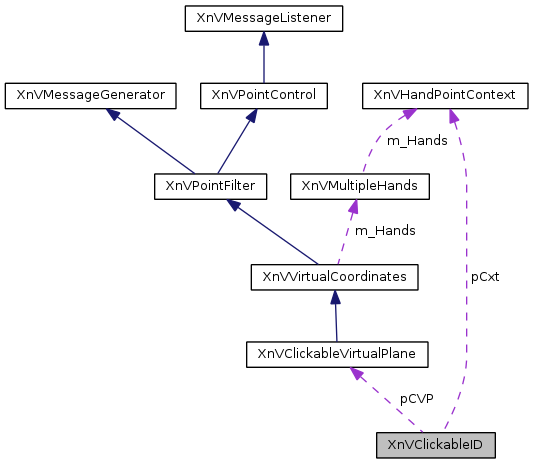 XnVMessageListener
XnVMessageGenerator
XnVPointControl
XnVHandPointContext
m_Hands
XnVPointFilter
XnVMultipleHands
m_Hands
XnVVirtualCoordinates
pCxt
XnVClickableVirtualPlane
pCVP
XnVClickableID